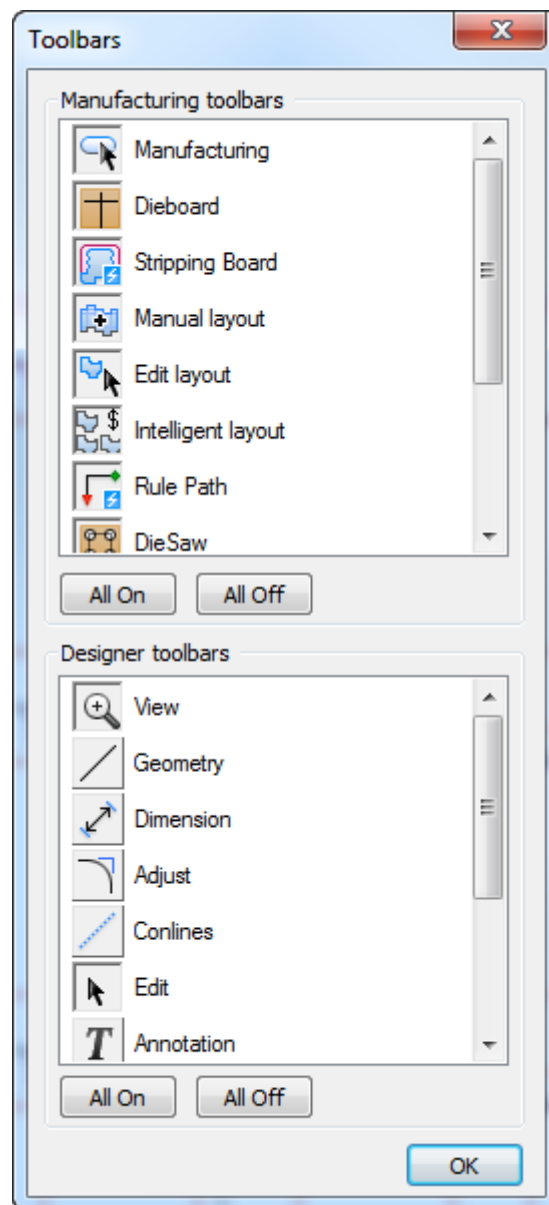 Toolbars
Manufacturing toolbars
Manufacturing
Dieboard
Stripping Board
Manual layout
Edit layout
Intelligent layout
Rule Path
DieSaw
All On All Off
Designer toolbars
View
Geometry
Dimension
Adjust
Conlines
Edit
Annotation
All On All Off
OK